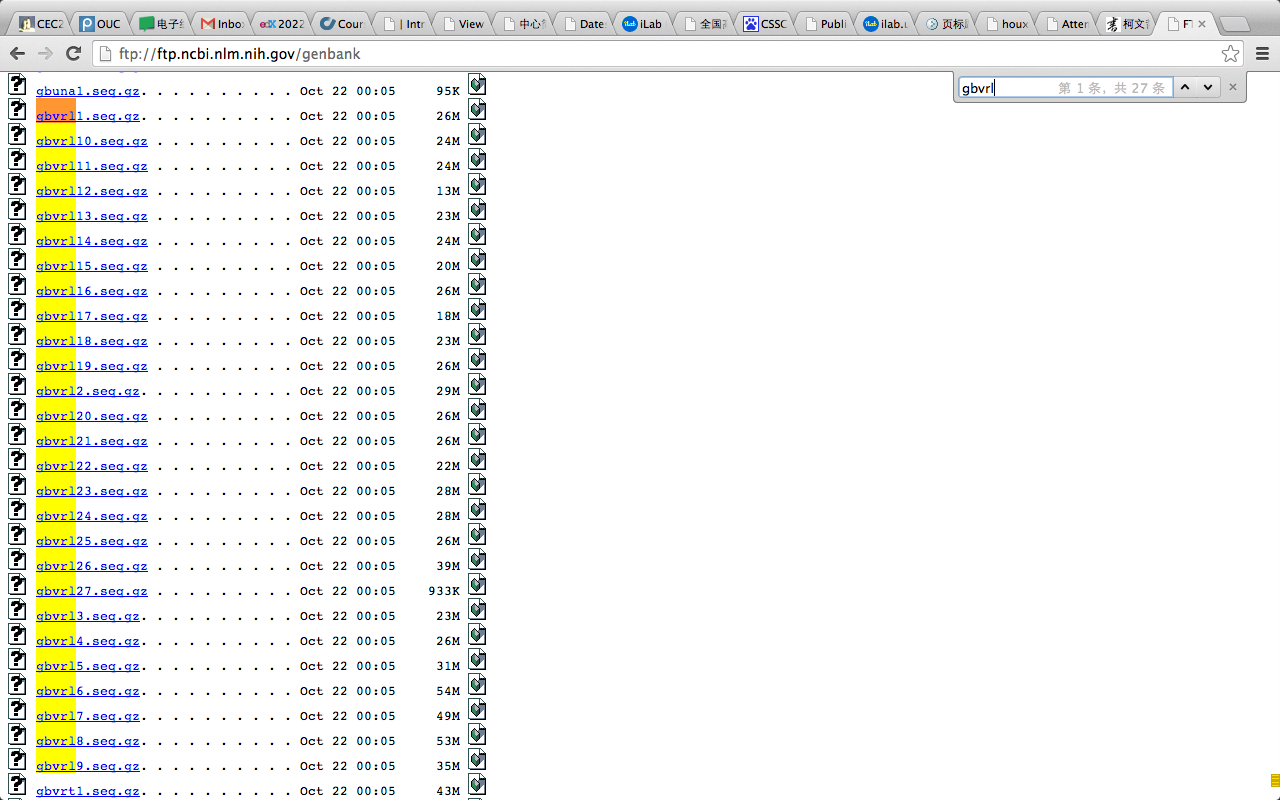 CEC2 OUC 电子 Inbo edX 2022 Cour | Intr View 中心 Date iLab 全国 CSSC Publi ilab.u 页标 houx Atter 柯文 FT ×
ftp://ftp.ncbi.nlm.nih.gov/genbank
gbvrl 第 1 条，共 27 条
gbuna1.seq.gz. . . . . . . . . . Oct 22 00:05 95K
gbvrl1.seq.gz. . . . . . . . . . Oct 22 00:05 26M
gbvrl10.seq.gz . . . . . . . . . Oct 22 00:05 24M
gbvrl11.seq.gz . . . . . . . . . Oct 22 00:05 24M
gbvrl12.seq.gz . . . . . . . . . Oct 22 00:05 13M
gbvrl13.seq.gz . . . . . . . . . Oct 22 00:05 23M
gbvrl14.seq.gz . . . . . . . . . Oct 22 00:05 24M
gbvrl15.seq.gz . . . . . . . . . Oct 22 00:05 20M
gbvrl16.seq.gz . . . . . . . . . Oct 22 00:05 26M
gbvrl17.seq.gz . . . . . . . . . Oct 22 00:05 18M
gbvrl18.seq.gz . . . . . . . . . Oct 22 00:05 23M
gbvrl19.seq.gz . . . . . . . . . Oct 22 00:05 26M
gbvrl2.seq.gz. . . . . . . . . . Oct 22 00:05 29M
gbvrl20.seq.gz . . . . . . . . . Oct 22 00:05 26M
gbvrl21.seq.gz . . . . . . . . . Oct 22 00:05 26M
gbvrl22.seq.gz . . . . . . . . . Oct 22 00:05 22M
gbvrl23.seq.gz . . . . . . . . . Oct 22 00:05 28M
gbvrl24.seq.gz . . . . . . . . . Oct 22 00:05 28M
gbvrl25.seq.gz . . . . . . . . . Oct 22 00:05 26M
gbvrl26.seq.gz . . . . . . . . . Oct 22 00:05 39M
gbvrl27.seq.gz . . . . . . . . . Oct 22 00:05 933K
gbvrl3.seq.gz. . . . . . . . . . Oct 22 00:05 23M
gbvrl4.seq.gz. . . . . . . . . . Oct 22 00:05 26M
gbvrl5.seq.gz. . . . . . . . . . Oct 22 00:05 31M
gbvrl6.seq.gz. . . . . . . . . . Oct 22 00:05 54M
gbvrl7.seq.gz. . . . . . . . . . Oct 22 00:05 49M
gbvrl8.seq.gz. . . . . . . . . . Oct 22 00:05 53M
gbvrl9.seq.gz. . . . . . . . . . Oct 22 00:05 35M
gbvrt1.seq.gz. . . . . . . . . . Oct 22 00:05 43M